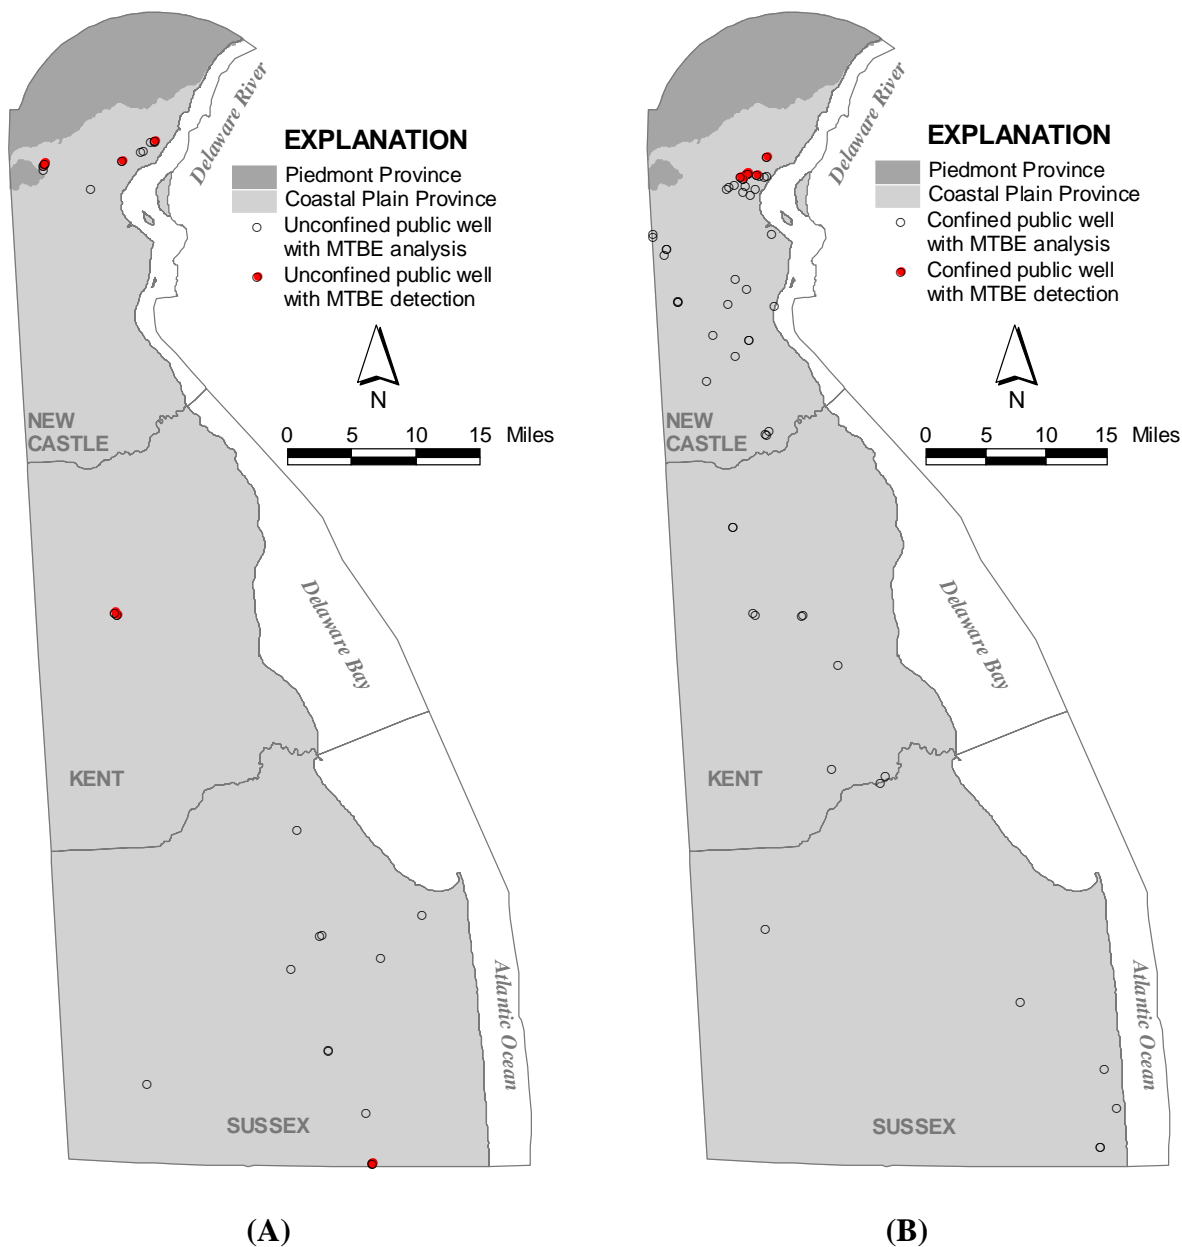 Delaware River
EXPLANATION
Piedmont Province
Coastal Plain Province
Unconfined public well
with MTBE analysis
Unconfined public well
with MTBE detection
N
0 5 10 15 Miles
NEW
CASTLE
Delaware Bay
KENT
Atlantic Ocean
SUSSEX
(A)
Delaware River
EXPLANATION
Piedmont Province
Coastal Plain Province
Confined public well
with MTBE analysis
Confined public well
with MTBE detection
N
0 5 10 15 Miles
NEW
CASTLE
Delaware Bay
KENT
Atlantic Ocean
SUSSEX
(B)